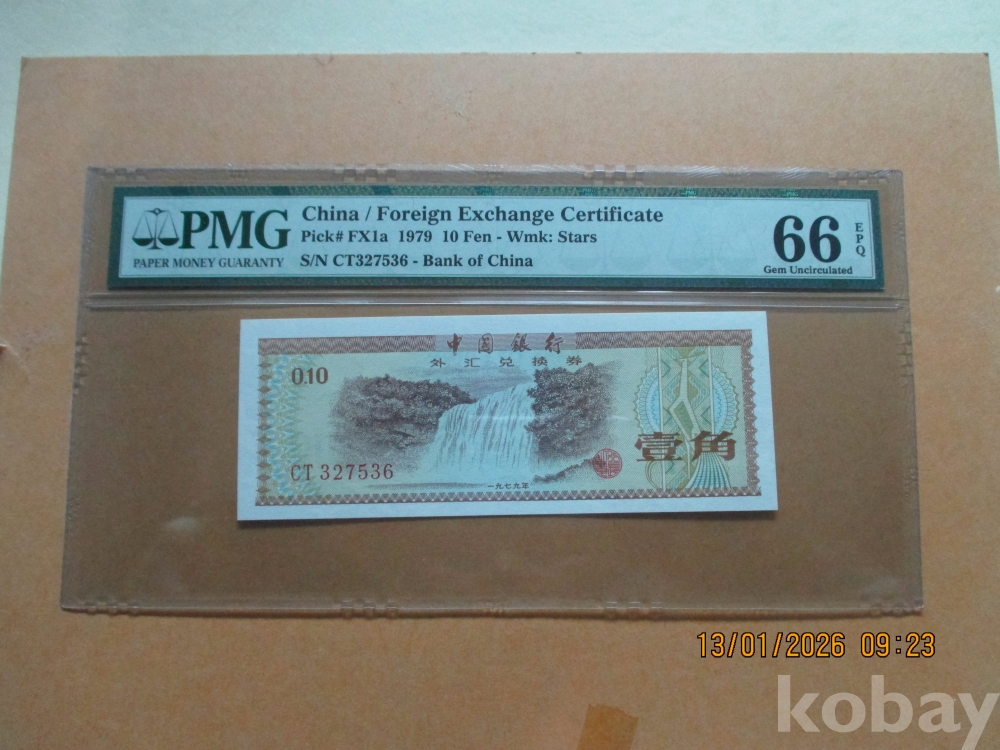 PMG
PAPER MONEY GUARANTY
China / Foreign Exchange Certificate
Pick# FX1a 1979 10 Fen - Wmk: Stars
S/N CT327536 - Bank of China
66
EPQ
Gem Uncirculated
中國銀行
外汇兑换券
0.10
壹角
CT 327536
一九七九年
13/01/2026 09:23
kobay